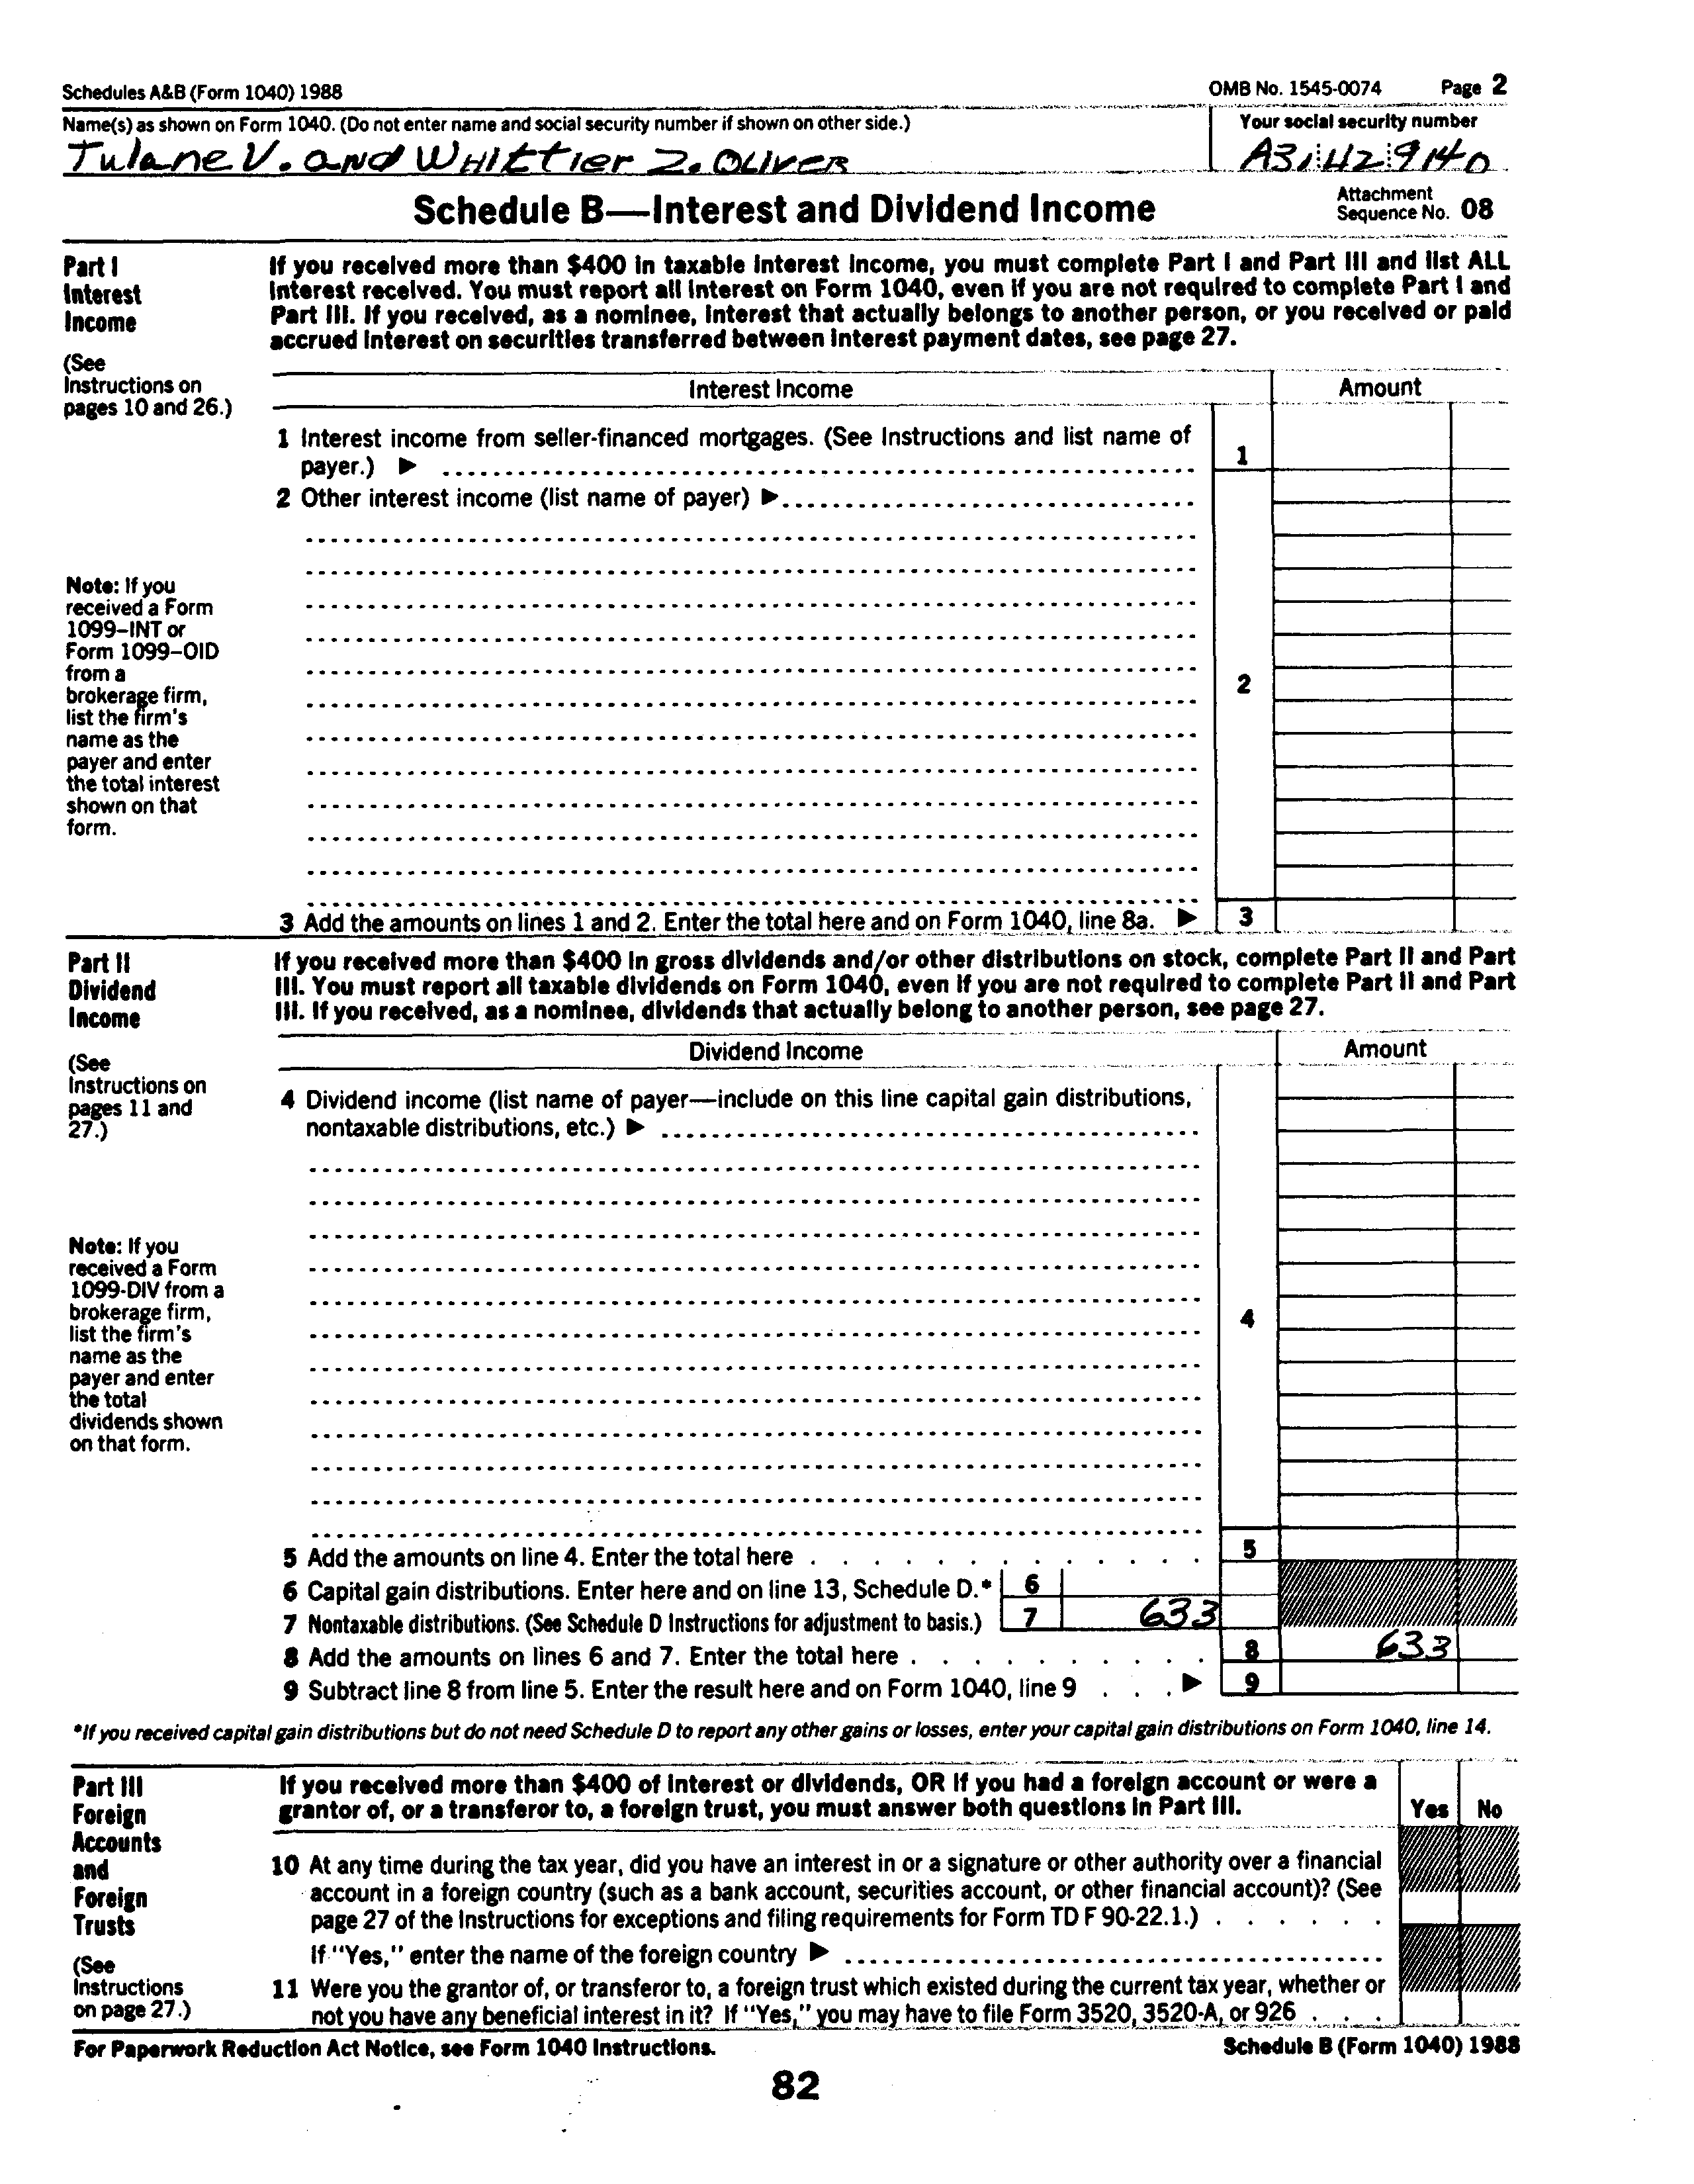 Schedules A&B (Form 1040) 1988 OMB No. 1545-0074 Page 2
Name(s) as shown on Form 1040. (Do not enter name and social security number if shown on other side.) Your social security number
Tulane V. and Whittier Z. Oliver A31 42 9140
Schedule B—Interest and Dividend Income Attachment Sequence No. 08
Part I
Interest
Income
(See
Instructions on
pages 10 and 26.)
If you received more than $400 in taxable interest income, you must complete Part I and Part III and list ALL
interest received. You must report all interest on Form 1040, even if you are not required to complete Part I and
Part III. If you received, as a nominee, interest that actually belongs to another person, or you received or paid
accrued interest on securities transferred between interest payment dates, see page 27.
Interest Income Amount
1 Interest income from seller-financed mortgages. (See Instructions and list name of
payer.) ▶ 1
2 Other interest income (list name of payer) ▶
Note: If you
received a Form
1099–INT or
Form 1099–OID
from a
brokerage firm,
list the firm's
name as the
payer and enter
the total interest
shown on that
form.
2
3 Add the amounts on lines 1 and 2. Enter the total here and on Form 1040, line 8a. ▶ 3
Part II
Dividend
Income
(See
Instructions on
pages 11 and
27.)
If you received more than $400 in gross dividends and/or other distributions on stock, complete Part II and Part
III. You must report all taxable dividends on Form 1040, even if you are not required to complete Part II and Part
III. If you received, as a nominee, dividends that actually belong to another person, see page 27.
Dividend Income Amount
4 Dividend income (list name of payer—include on this line capital gain distributions,
nontaxable distributions, etc.) ▶
Note: If you
received a Form
1099-DIV from a
brokerage firm,
list the firm's
name as the
payer and enter
the total
dividends shown
on that form.
4
5 Add the amounts on line 4. Enter the total here . . . . . . . . . . . . . 5
6 Capital gain distributions. Enter here and on line 13, Schedule D.* 6
7 Nontaxable distributions. (See Schedule D Instructions for adjustment to basis.) 7 633
8 Add the amounts on lines 6 and 7. Enter the total here . . . . . . . . . . 8 633
9 Subtract line 8 from line 5. Enter the result here and on Form 1040, line 9 . . . ▶ 9
*If you received capital gain distributions but do not need Schedule D to report any other gains or losses, enter your capital gain distributions on Form 1040, line 14.
Part III
Foreign
Accounts
and
Foreign
Trusts
(See
Instructions
on page 27.)
If you received more than $400 of interest or dividends, OR if you had a foreign account or were a
grantor of, or a transferor to, a foreign trust, you must answer both questions in Part III. Yes No
10 At any time during the tax year, did you have an interest in or a signature or other authority over a financial
account in a foreign country (such as a bank account, securities account, or other financial account)? (See
page 27 of the Instructions for exceptions and filing requirements for Form TD F 90-22.1.) . . . . . .
If "Yes," enter the name of the foreign country ▶
11 Were you the grantor of, or transferor to, a foreign trust which existed during the current tax year, whether or
not you have any beneficial interest in it? If "Yes," you may have to file Form 3520, 3520-A, or 926 . . .
For Paperwork Reduction Act Notice, see Form 1040 Instructions. Schedule B (Form 1040) 1988
82